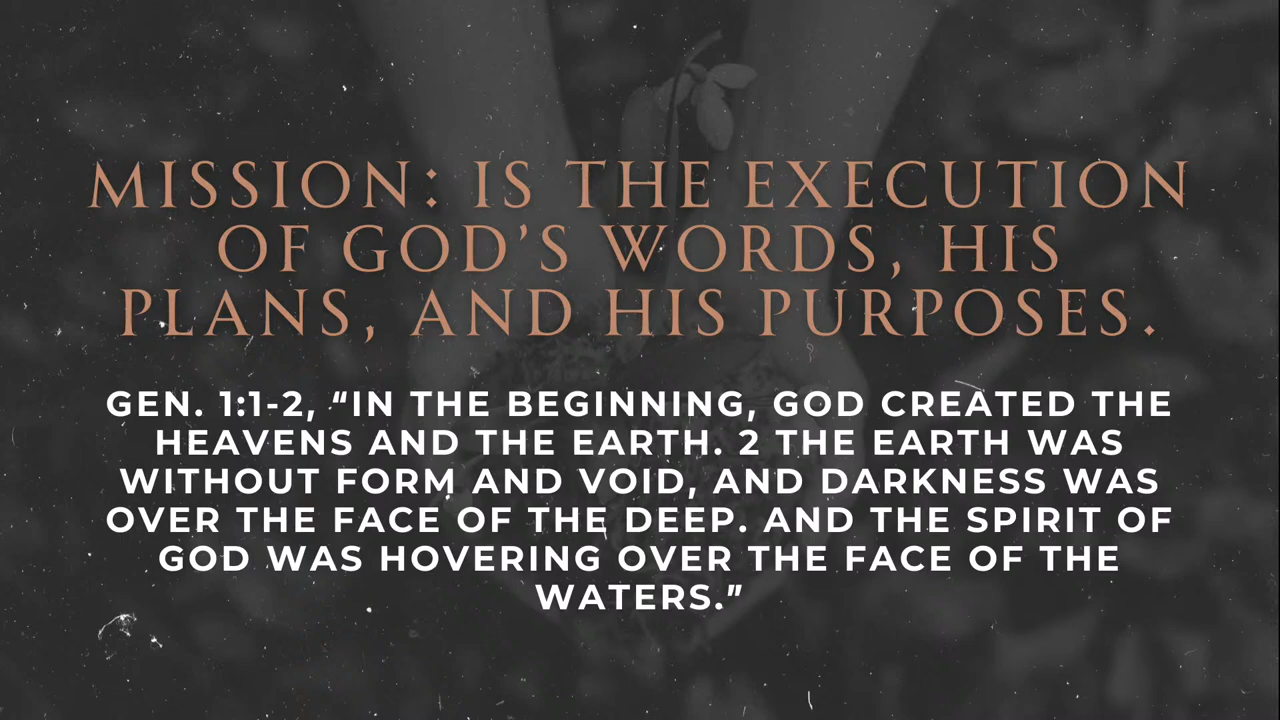 MISSION: IS THE EXECUTION
OF GOD’S WORDS, HIS
PLANS, AND HIS PURPOSES.
GEN. 1:1-2, “IN THE BEGINNING, GOD CREATED THE
HEAVENS AND THE EARTH. 2 THE EARTH WAS
WITHOUT FORM AND VOID, AND DARKNESS WAS
OVER THE FACE OF THE DEEP. AND THE SPIRIT OF
GOD WAS HOVERING OVER THE FACE OF THE
WATERS.”